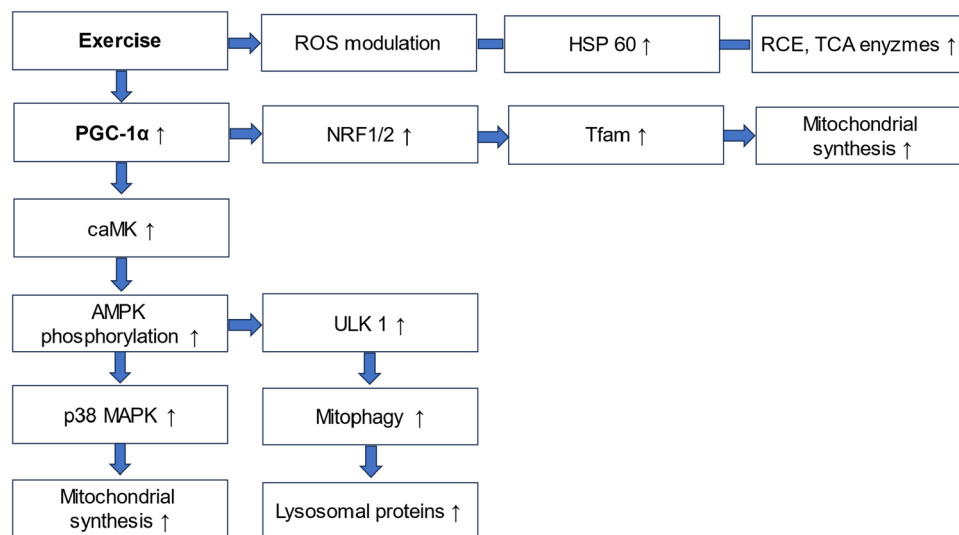 Exercise
ROS modulation
HSP 60 ↑
RCE, TCA enyzmes ↑
PGC-1α ↑
NRF1/2 ↑
Tfam ↑
Mitochondrial
synthesis ↑
caMK ↑
AMPK
phosphorylation ↑
ULK 1 ↑
p38 MAPK ↑
Mitophagy ↑
Mitochondrial
synthesis ↑
Lysosomal proteins ↑